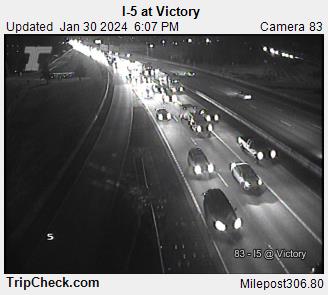 I-5 at Victory
Updated Jan 30 2024 6:07 PM Camera 83
T
S
83 - I5 @ Victory
TripCheck.com Milepost306.80